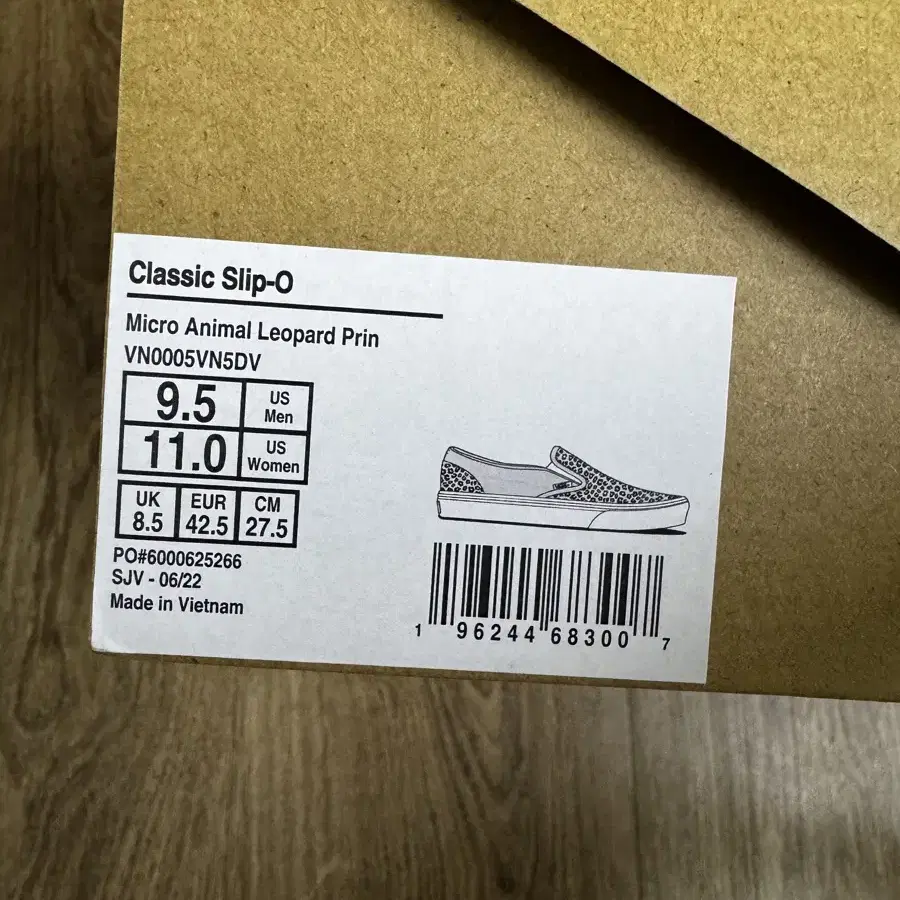 Classic Slip-O
Micro Animal Leopard Prin
VN0005VN5DV
9.5 US Men
11.0 US Women
UK 8.5 EUR 42.5 CM 27.5
PO#6000625266
SJV - 06/22
Made in Vietnam
1 96244 68300 7